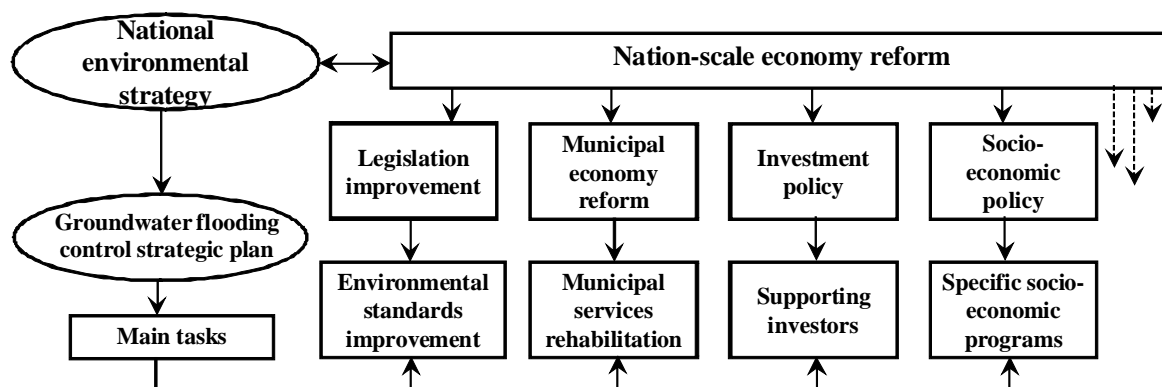 National
environmental
strategy
Nation-scale economy reform
Legislation
improvement
Municipal
economy
reform
Investment
policy
Socio-
economic
policy
Groundwater flooding
control strategic plan
Environmental
standards
improvement
Municipal
services
rehabilitation
Supporting
investors
Specific socio-
economic
programs
Main tasks